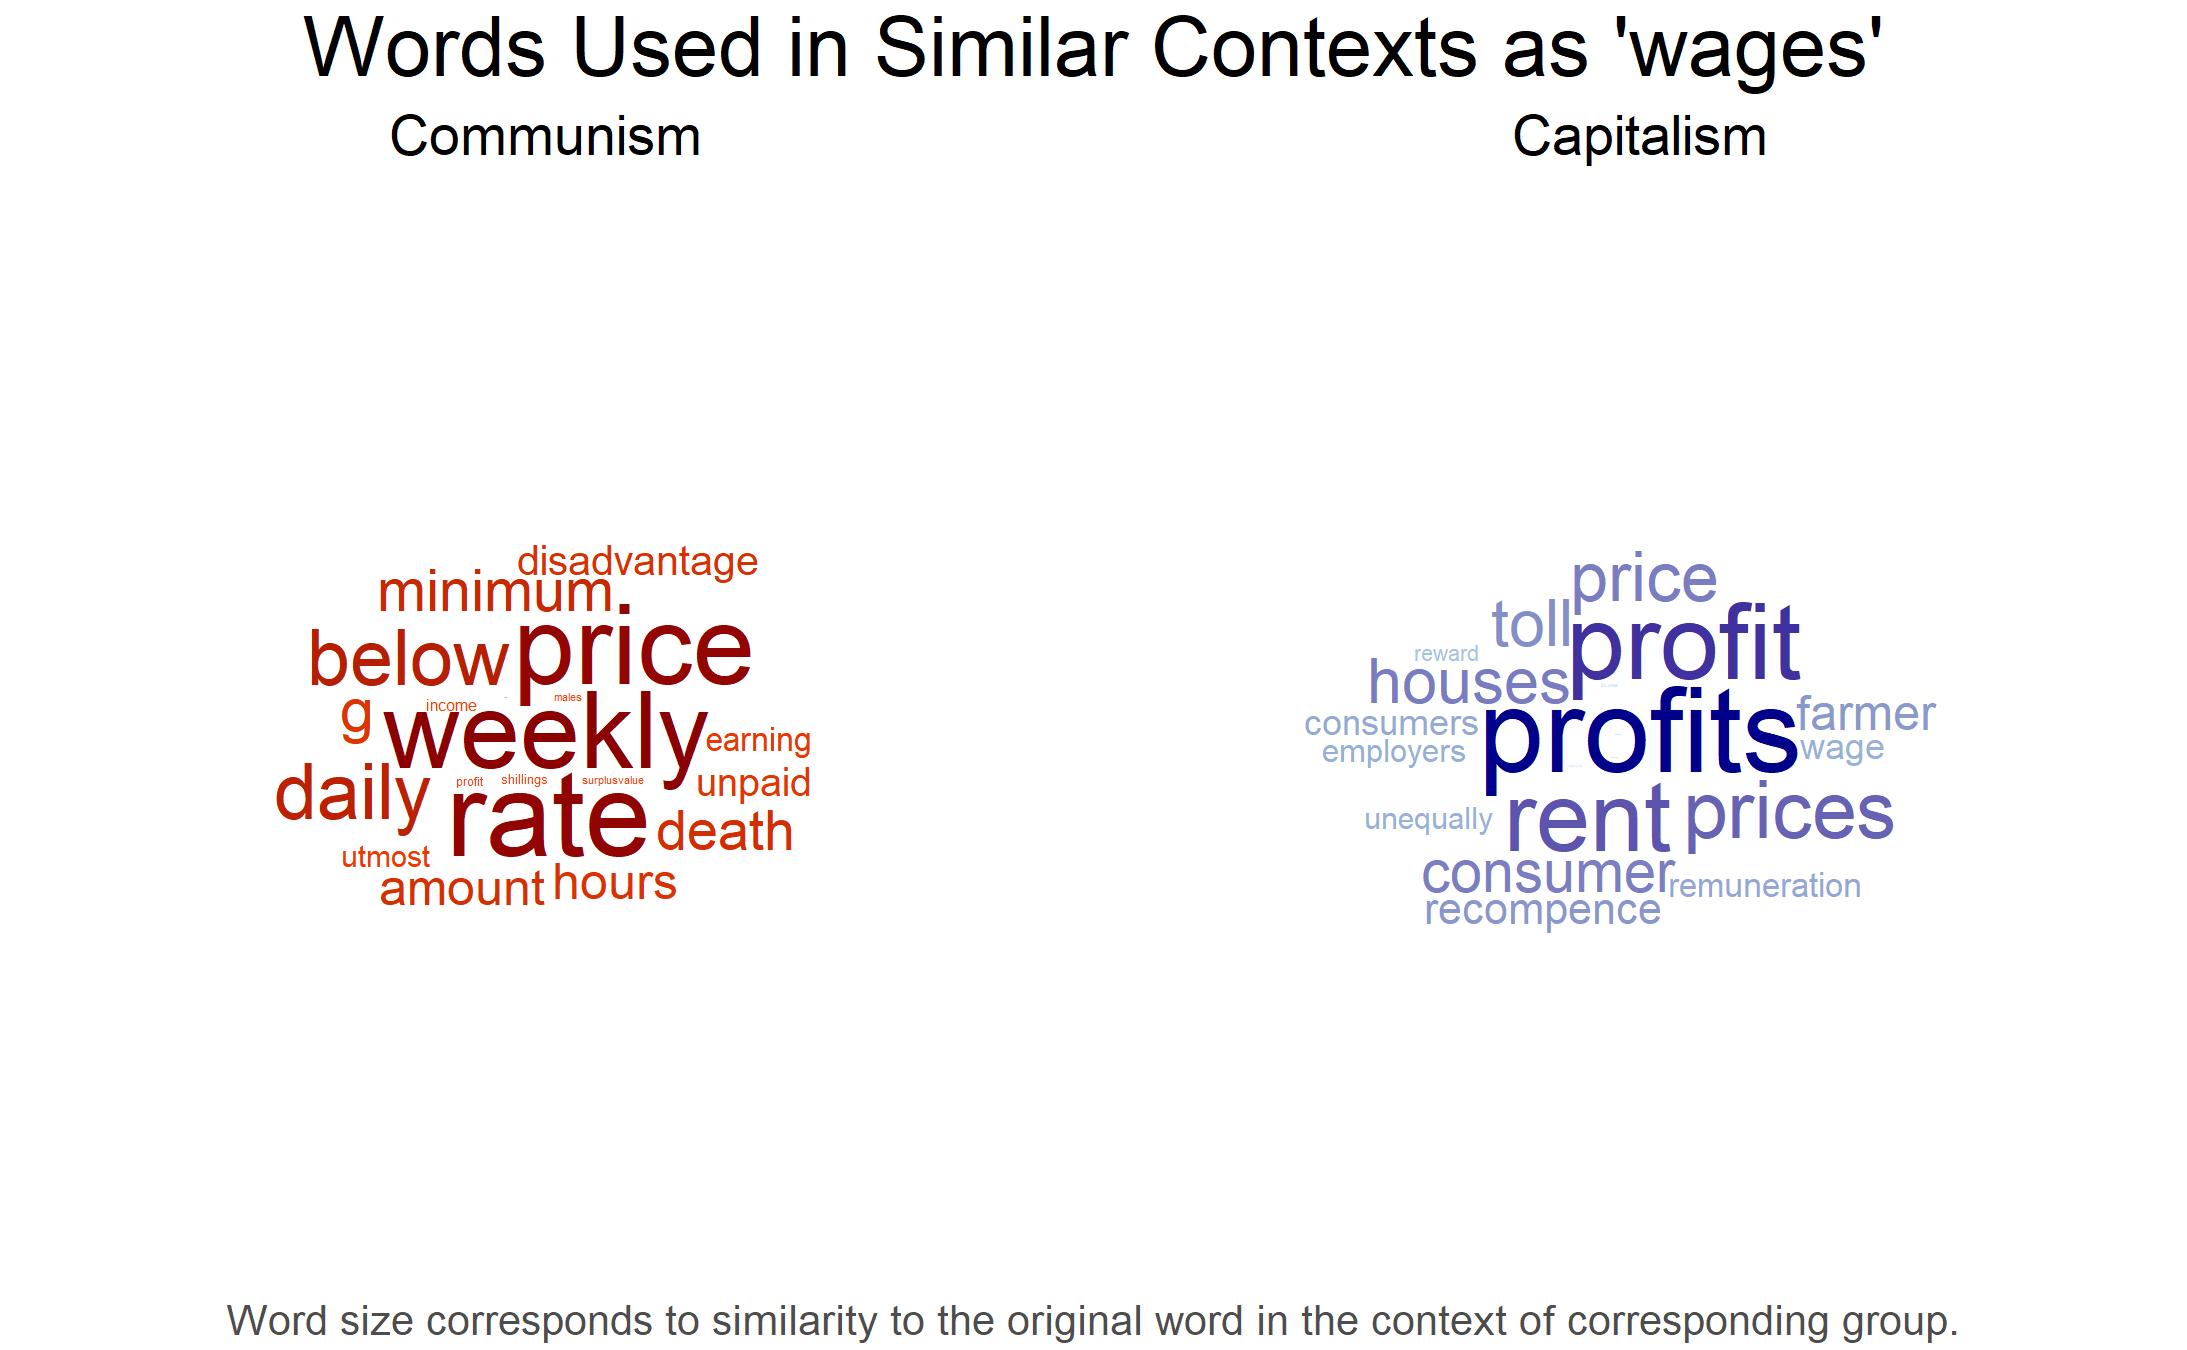 Words Used in Similar Contexts as 'wages'
Communism
Capitalism
disadvantage
minimum
price
below
g
income
males
weekly
earning
daily
profit
shillings
surplusvalue
unpaid
rate
death
utmost
amount
hours
price
toll
profit
reward
houses
consumers
profits
farmer
employers
wage
rent
prices
unequally
consumer
remuneration
recompence
Word size corresponds to similarity to the original word in the context of corresponding group.